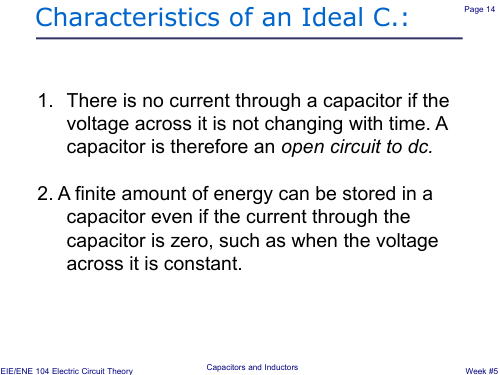 Characteristics of an Ideal C.:
Page 14
1. There is no current through a capacitor if the
voltage across it is not changing with time. A
capacitor is therefore an open circuit to dc.
2. A finite amount of energy can be stored in a
capacitor even if the current through the
capacitor is zero, such as when the voltage
across it is constant.
EIE/ENE 104 Electric Circuit Theory
Capacitors and Inductors
Week #5